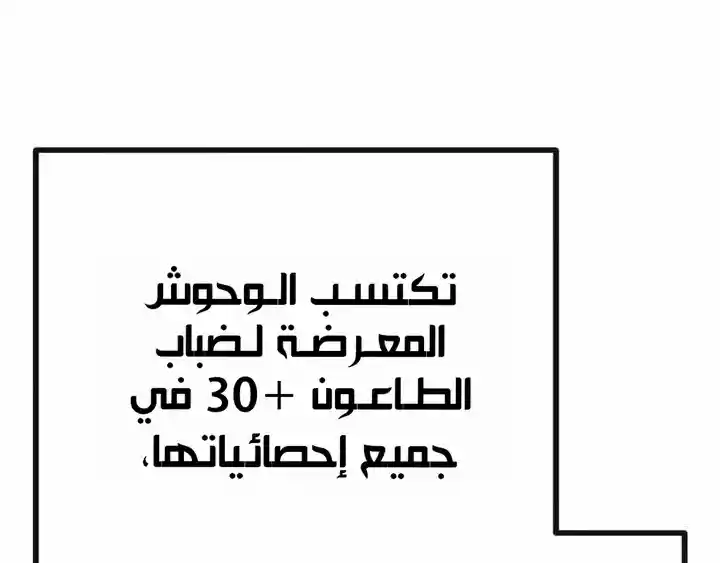 تكتسب الوحوش
المعرضة لضباب
الطاعون +30 في
جميع إحصائياتها،